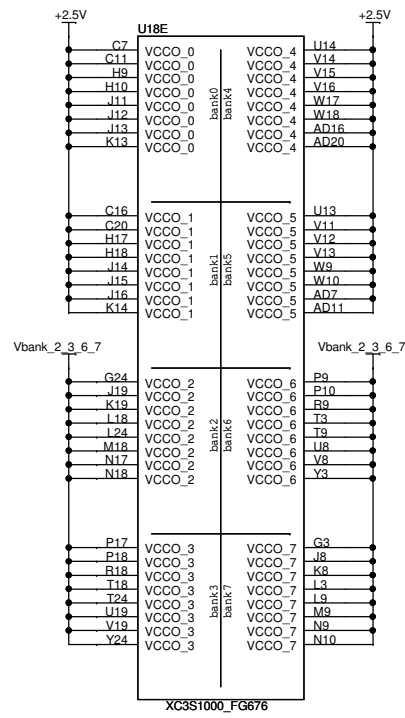 +2.5V +2.5V
U18E
C7 VCCO_0 VCCO_4 U14
C11 VCCO_0 VCCO_4 V14
H9 VCCO_0 VCCO_4 V15
H10 VCCO_0 VCCO_4 V16
J11 VCCO_0 VCCO_4 W17
J12 VCCO_0 VCCO_4 W18
J13 VCCO_0 VCCO_4 AD16
K13 VCCO_0 VCCO_4 AD20
bank0 bank4
C16 VCCO_1 VCCO_5 U13
C20 VCCO_1 VCCO_5 V11
H17 VCCO_1 VCCO_5 V12
H18 VCCO_1 VCCO_5 V13
J14 VCCO_1 VCCO_5 W9
J15 VCCO_1 VCCO_5 W10
J16 VCCO_1 VCCO_5 AD7
K14 VCCO_1 VCCO_5 AD11
bank1 bank5
Vbank_2_3_6_7 Vbank_2_3_6_7
G24 VCCO_2 VCCO_6 P9
J19 VCCO_2 VCCO_6 P10
K19 VCCO_2 VCCO_6 R9
L18 VCCO_2 VCCO_6 T3
L24 VCCO_2 VCCO_6 T9
M18 VCCO_2 VCCO_6 U8
N17 VCCO_2 VCCO_6 V8
N18 VCCO_2 VCCO_6 Y3
bank2 bank6
P17 VCCO_3 VCCO_7 G3
P18 VCCO_3 VCCO_7 J8
R18 VCCO_3 VCCO_7 K8
T18 VCCO_3 VCCO_7 L3
T24 VCCO_3 VCCO_7 L9
U19 VCCO_3 VCCO_7 M9
V19 VCCO_3 VCCO_7 N9
Y24 VCCO_3 VCCO_7 N10
bank3 bank7
XC3S1000_FG676